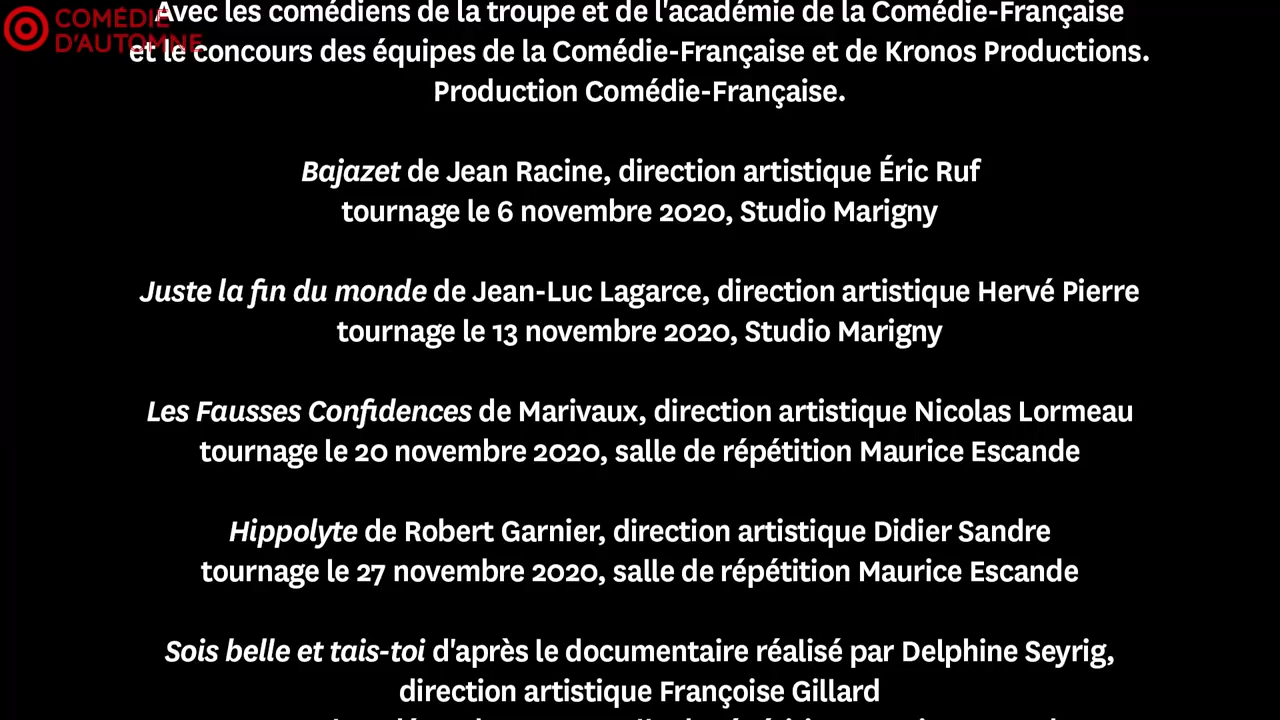 COMÉDIE
D'AUTOMNE
Avec les comédiens de la troupe et de l'académie de la Comédie-Française
et le concours des équipes de la Comédie-Française et de Kronos Productions.
Production Comédie-Française.
Bajazet de Jean Racine, direction artistique Éric Ruf
tournage le 6 novembre 2020, Studio Marigny
Juste la fin du monde de Jean-Luc Lagarce, direction artistique Hervé Pierre
tournage le 13 novembre 2020, Studio Marigny
Les Fausses Confidences de Marivaux, direction artistique Nicolas Lormeau
tournage le 20 novembre 2020, salle de répétition Maurice Escande
Hippolyte de Robert Garnier, direction artistique Didier Sandre
tournage le 27 novembre 2020, salle de répétition Maurice Escande
Sois belle et tais-toi d'après le documentaire réalisé par Delphine Seyrig,
direction artistique Françoise Gillard